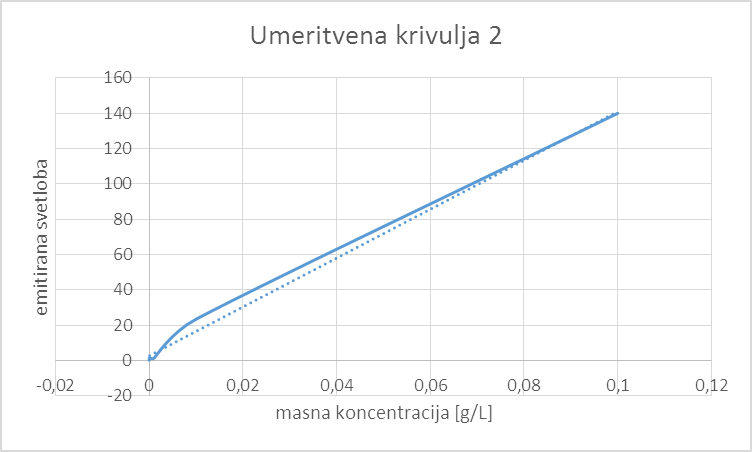 Umeritvena krivulja 2
160
140
120
100
80
60
40
20
0
-20
-0,02 0 0,02 0,04 0,06 0,08 0,1 0,12
emitirana svetloba
masna koncentracija [g/L]